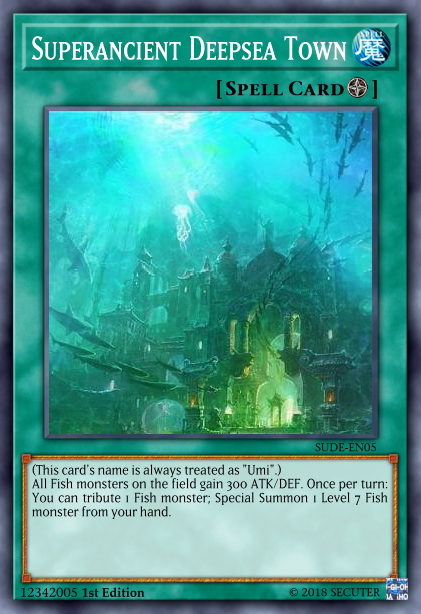 SUPERANCIENT DEEPSEA TOWN 魔
[SPELL CARD]
SUDE-EN05
(This card's name is always treated as "Umi".)
All Fish monsters on the field gain 300 ATK/DEF. Once per turn:
You can tribute 1 Fish monster; Special Summon 1 Level 7 Fish
monster from your hand.
12342005 1st Edition
© 2018 SECUTER